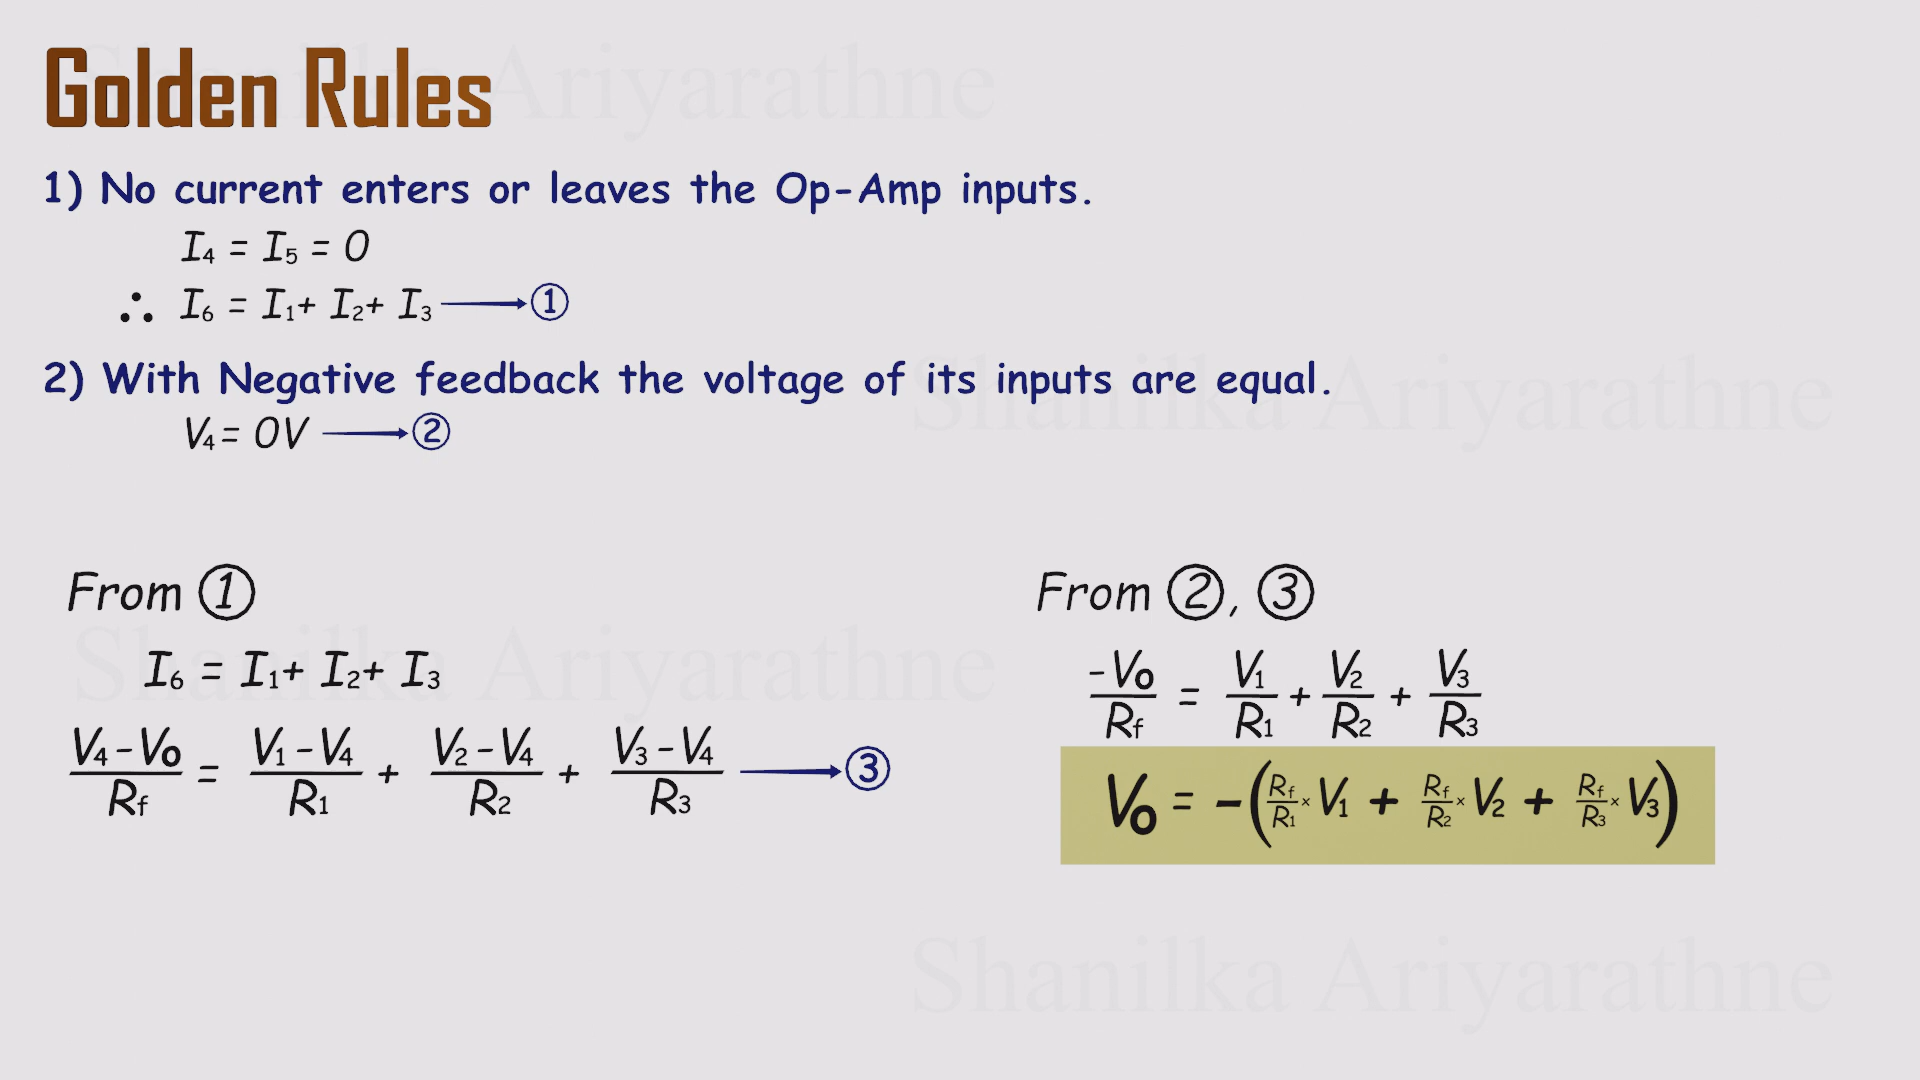 Golden Rules
1) No current enters or leaves the Op-Amp inputs.
I₄ = I₅ = 0
∴ I₆ = I₁+ I₂+ I₃ ⟶ ①
2) With Negative feedback the voltage of its inputs are equal.
V₄ = 0V ⟶ ②
From ①
I₆ = I₁+ I₂+ I₃
(V₄ - Vo)/Rf = (V₁ - V₄)/R₁ + (V₂ - V₄)/R₂ + (V₃ - V₄)/R₃ ⟶ ③
From ②, ③
-Vo/Rf = V₁/R₁ + V₂/R₂ + V₃/R₃
Vo = -(Rf/R₁ × V₁ + Rf/R₂ × V₂ + Rf/R₃ × V₃)
Shanilka Ariyarathne
Shanilka Ariyarathne
Shanilka Ariyarathne
Shanilka Ariyarathne